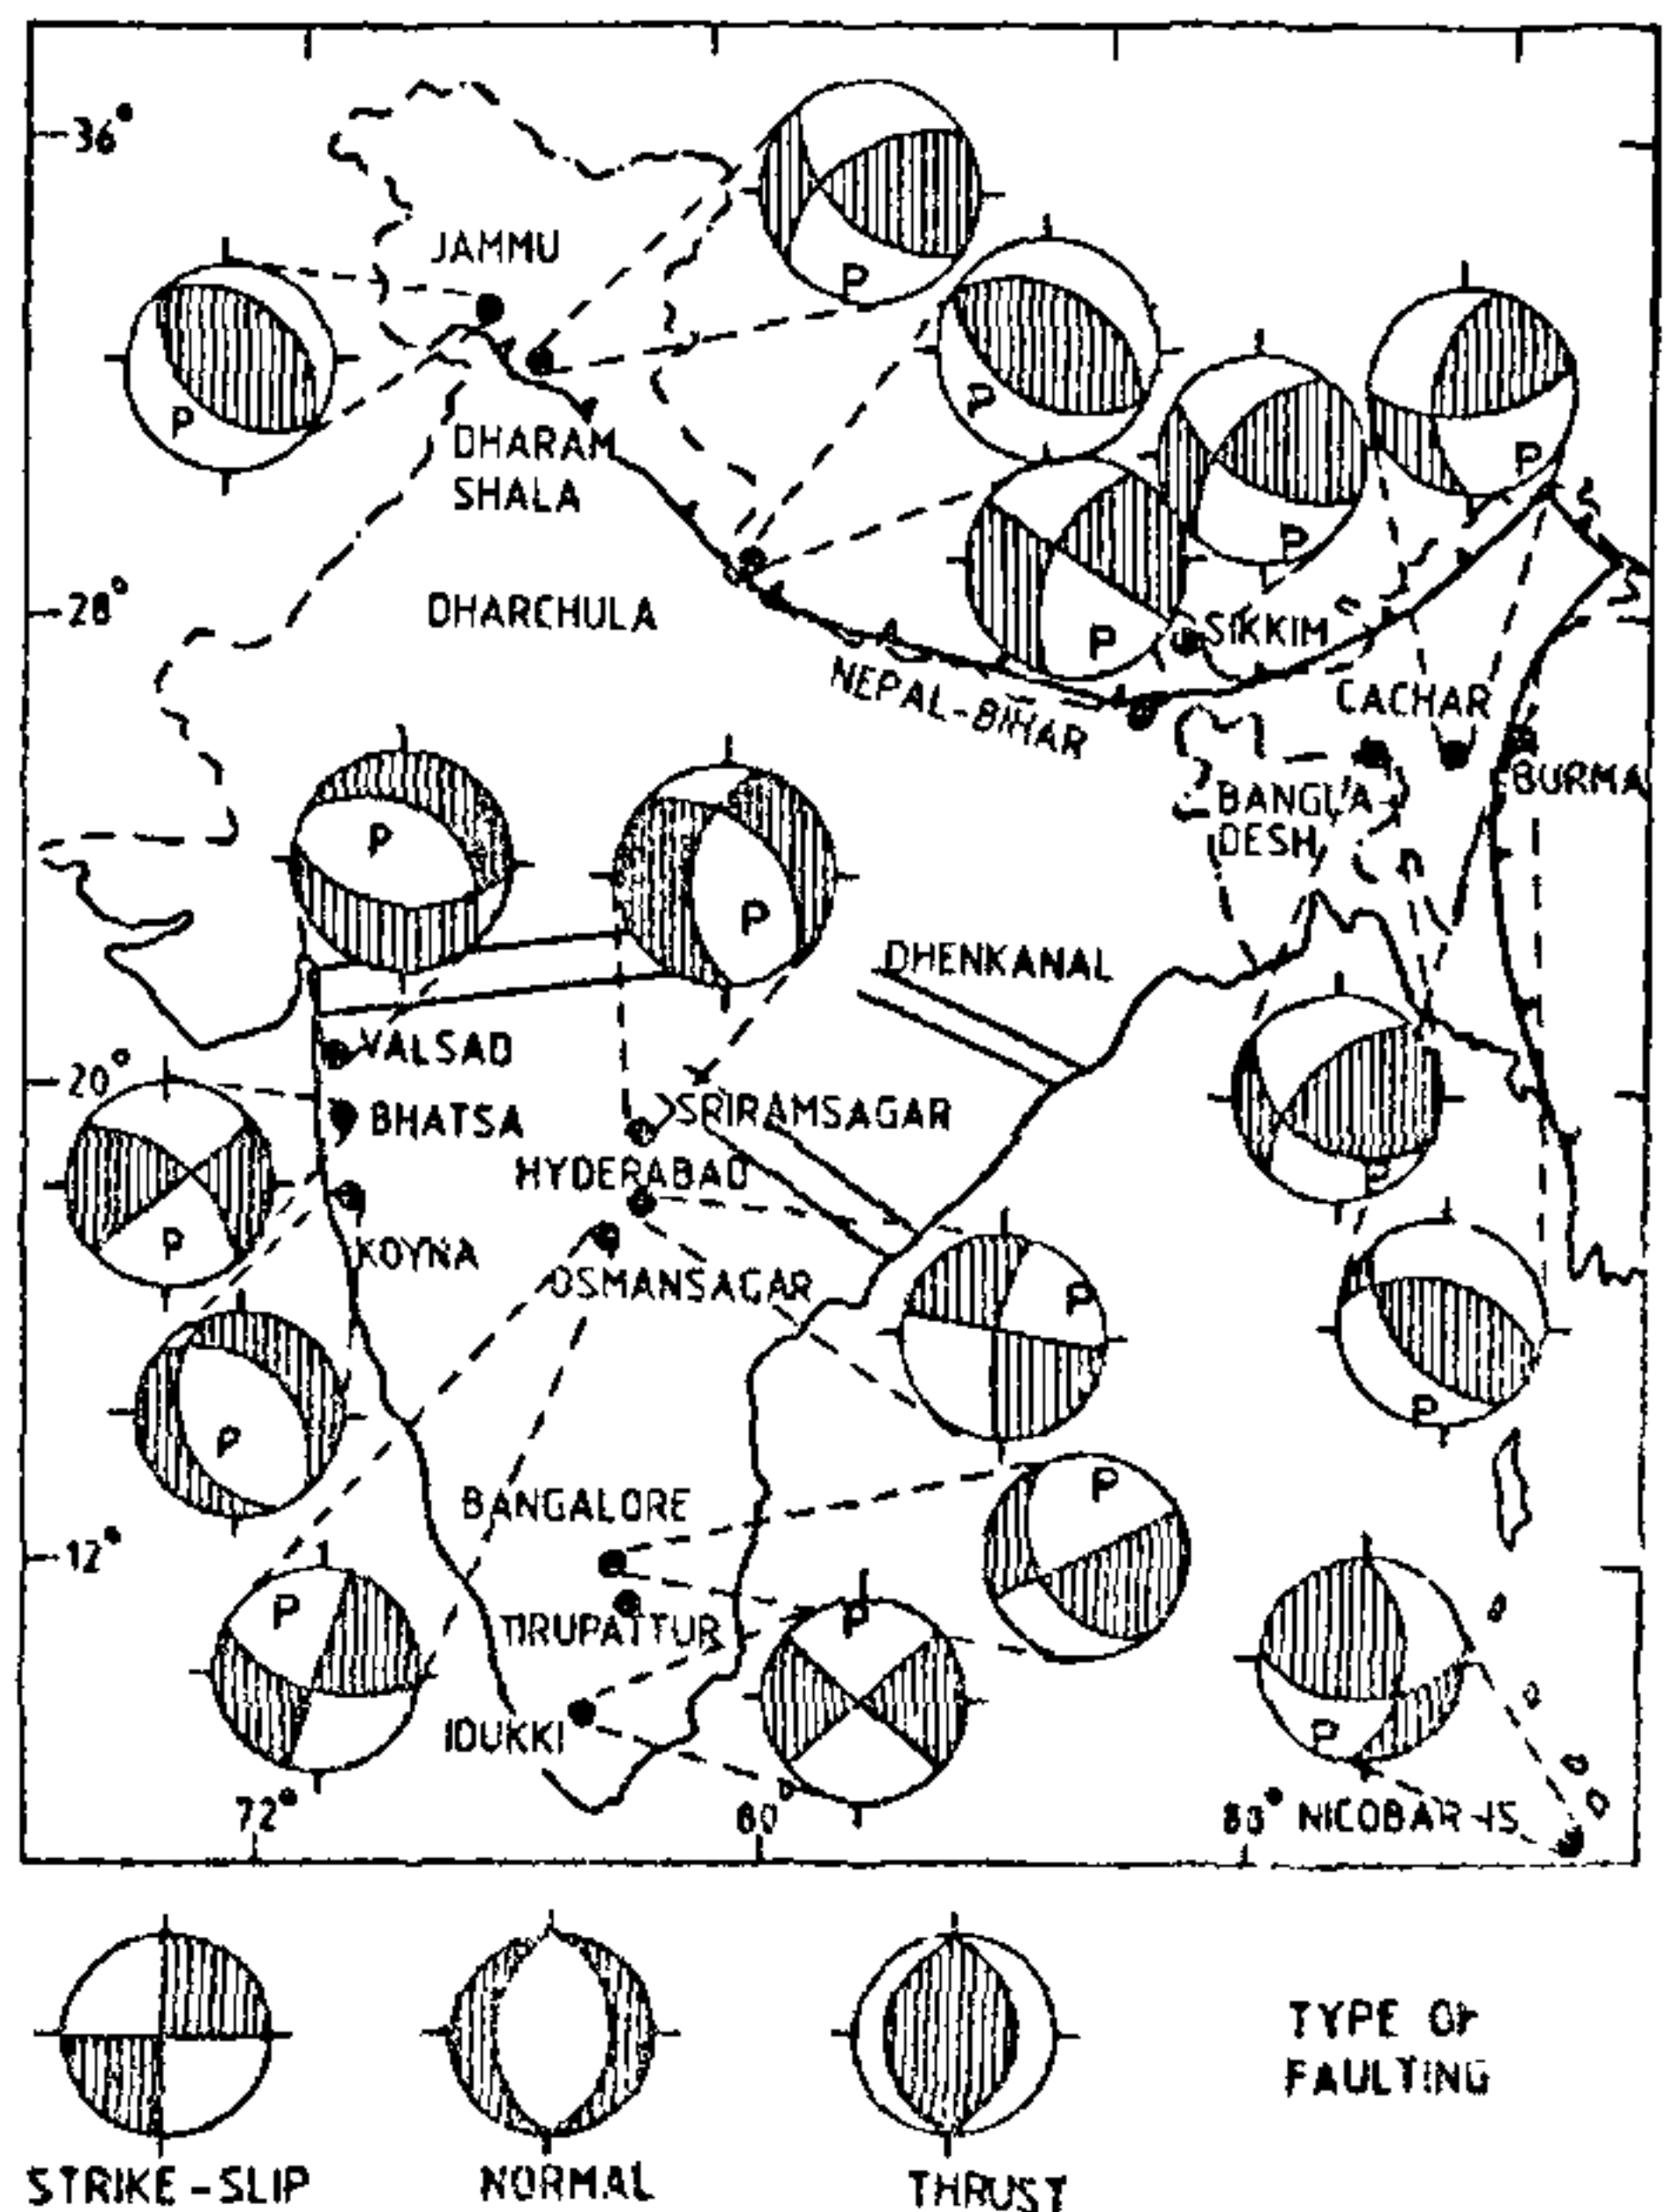 36°
JAMMU
P
P
DHARAM
SHALA
P
P
P
P
28°
DHARCHULA
SIKKIM
NEPAL-BIHAR
CACHAR
BURMA
BANGLA
DESH
P
P
DHENKANAL
VALSAD
20°
BHATSA
SRIRAMSAGAR
HYDERABAD
P
P
KOYNA
OSMANSAGAR
P
P
P
BANGALORE
P
12°
P
P
TIRUPATTUR
IDUKKI
P
72°
80°
88°
NICOBAR IS
STRIKE-SLIP
NORMAL
THRUST
TYPE OF
FAULTING